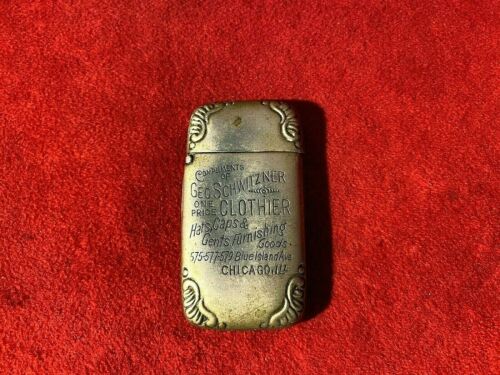 COMPLIMENTS
OF
GEO SCHWITZNER
ONE
PRICE CLOTHIER
Hats, Caps &
Gents furnishing
Goods.
575-577-579 Blue Island Ave
CHICAGO. ILL